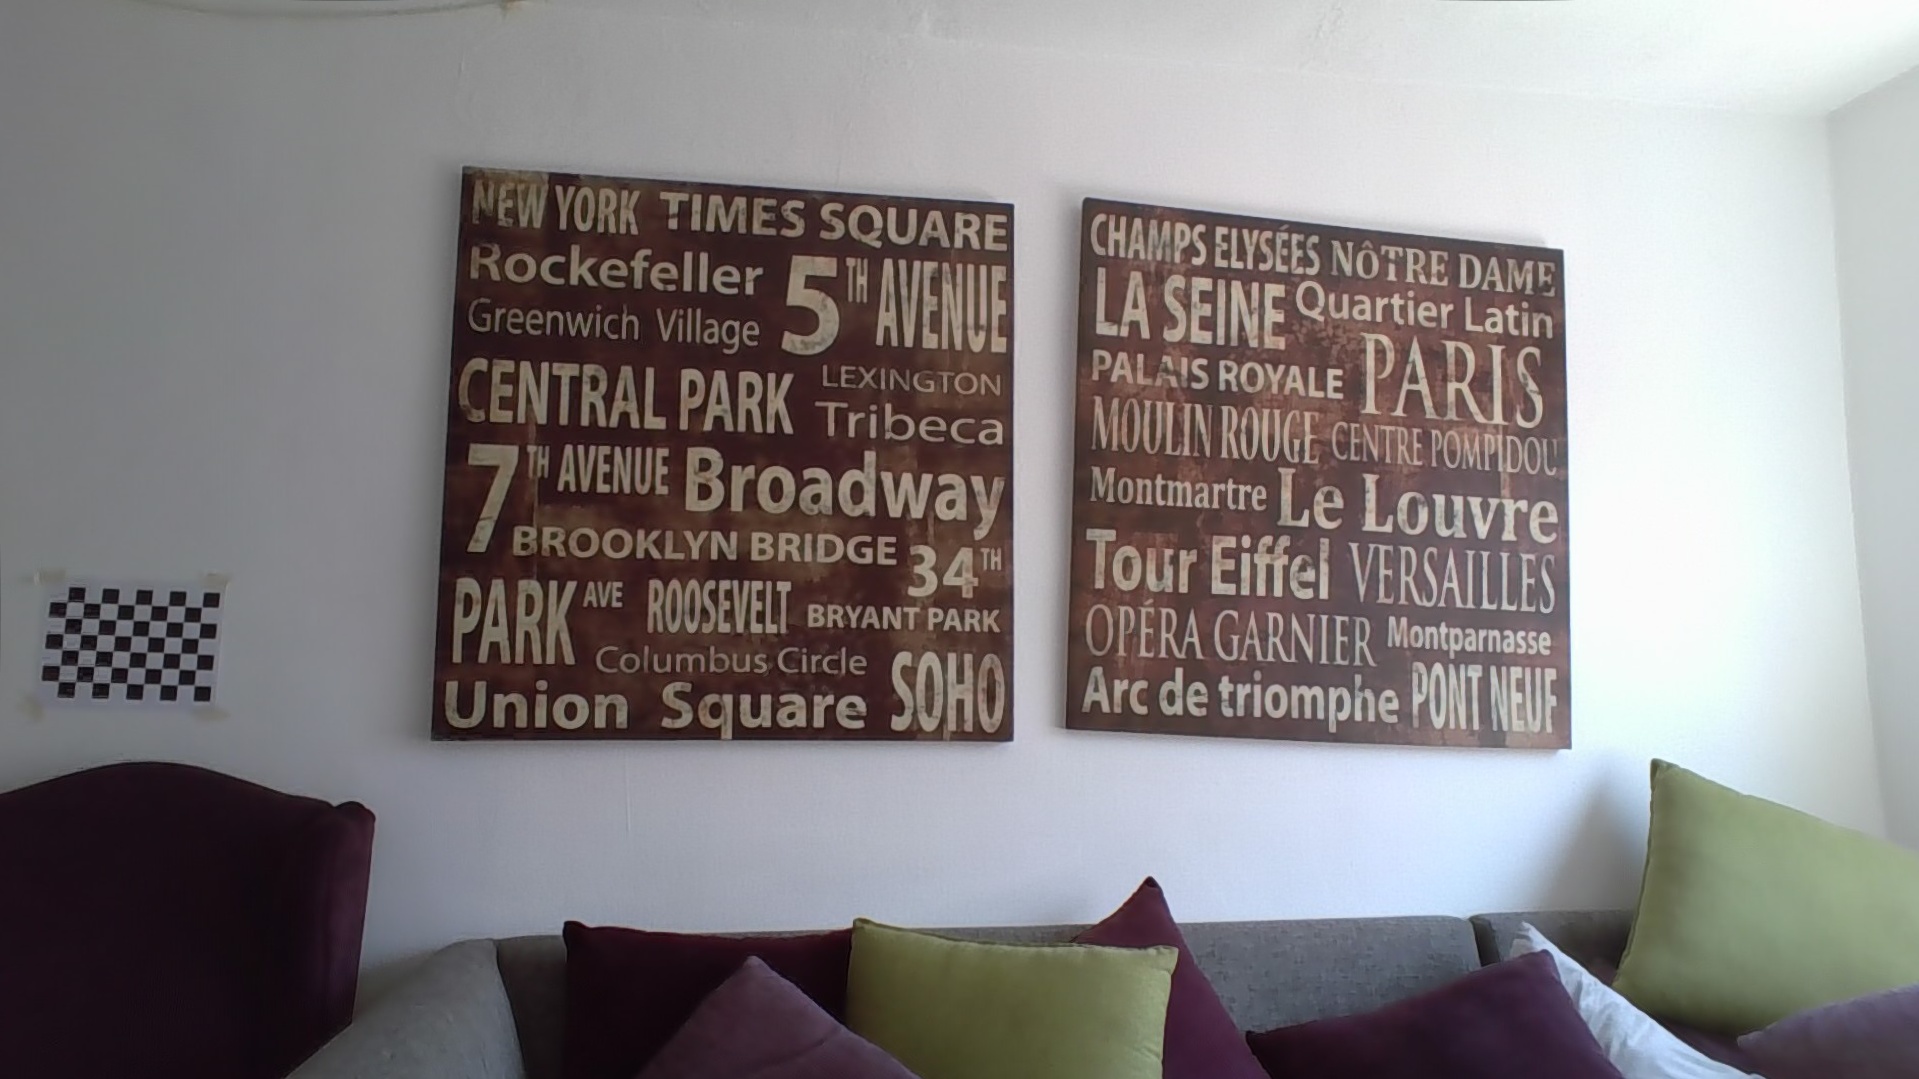 NEW YORK TIMES SQUARE
Rockefeller 5TH AVENUE
Greenwich Village
CENTRAL PARK LEXINGTON
Tribeca
7TH AVENUE Broadway
BROOKLYN BRIDGE 34TH
PARK AVE ROOSEVELT BRYANT PARK
Columbus Circle SOHO
Union Square
CHAMPS ELYSÉES NÔTRE DAME
LA SEINE Quartier Latin
PALAIS ROYALE PARIS
MOULIN ROUGE CENTRE POMPIDOU
Montmartre Le Louvre
Tour Eiffel VERSAILLES
OPÉRA GARNIER Montparnasse
Arc de triomphe PONT NEUF